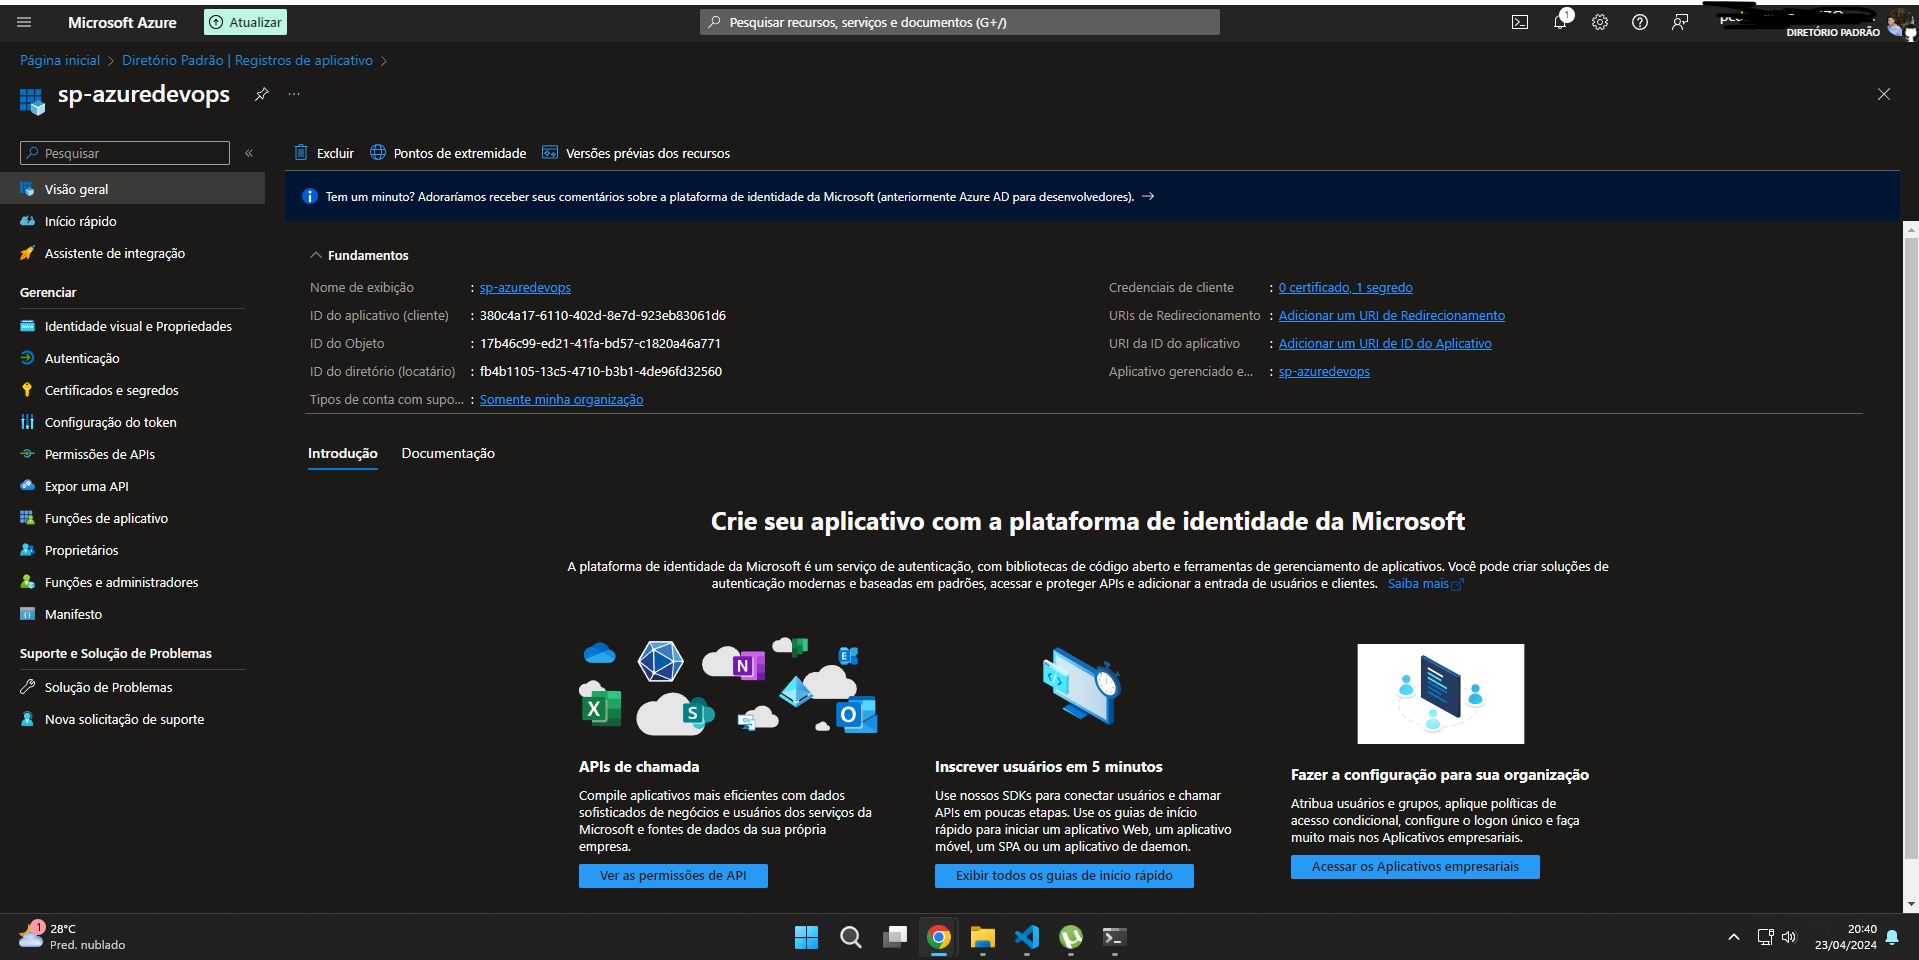 Microsoft Azure
Atualizar
Pesquisar recursos, serviços e documentos (G+/)
1
DIRETÓRIO PADRÃO
Página inicial > Diretório Padrão | Registros de aplicativo >
sp-azuredevops
Pesquisar
Excluir
Pontos de extremidade
Versões prévias dos recursos
Visão geral
Início rápido
Assistente de integração
Gerenciar
Identidade visual e Propriedades
Autenticação
Certificados e segredos
Configuração do token
Permissões de APIs
Expor uma API
Funções de aplicativo
Proprietários
Funções e administradores
Manifesto
Suporte e Solução de Problemas
Solução de Problemas
Nova solicitação de suporte
Tem um minuto? Adoraríamos receber seus comentários sobre a plataforma de identidade da Microsoft (anteriormente Azure AD para desenvolvedores). →
Fundamentos
Nome de exibição : sp-azuredevops
ID do aplicativo (cliente) : 380c4a17-6110-402d-8e7d-923eb83061d6
ID do Objeto : 17b46c99-ed21-41fa-bd57-c1820a46a771
ID do diretório (locatário) : fb4b1105-13c5-4710-b3b1-4de96fd32560
Tipos de conta com supo... : Somente minha organização
Credenciais de cliente : 0 certificado, 1 segredo
URIs de Redirecionamento : Adicionar um URI de Redirecionamento
URI da ID do aplicativo : Adicionar um URI de ID do Aplicativo
Aplicativo gerenciado e... : sp-azuredevops
Introdução
Documentação
Crie seu aplicativo com a plataforma de identidade da Microsoft
A plataforma de identidade da Microsoft é um serviço de autenticação, com bibliotecas de código aberto e ferramentas de gerenciamento de aplicativos. Você pode criar soluções de
autenticação modernas e baseadas em padrões, acessar e proteger APIs e adicionar a entrada de usuários e clientes. Saiba mais
N
E
X
S
O
APIs de chamada
Compile aplicativos mais eficientes com dados
sofisticados de negócios e usuários dos serviços da
Microsoft e fontes de dados da sua própria
empresa.
Ver as permissões de API
Inscrever usuários em 5 minutos
Use nossos SDKs para conectar usuários e chamar
APIs em poucas etapas. Use os guias de início
rápido para iniciar um aplicativo Web, um aplicativo
móvel, um SPA ou um aplicativo de daemon.
Exibir todos os guias de início rápido
Fazer a configuração para sua organização
Atribua usuários e grupos, aplique políticas de
acesso condicional, configure o logon único e faça
muito mais nos Aplicativos empresariais.
Acessar os Aplicativos empresariais
1
28°C
Pred. nublado
20:40
23/04/2024